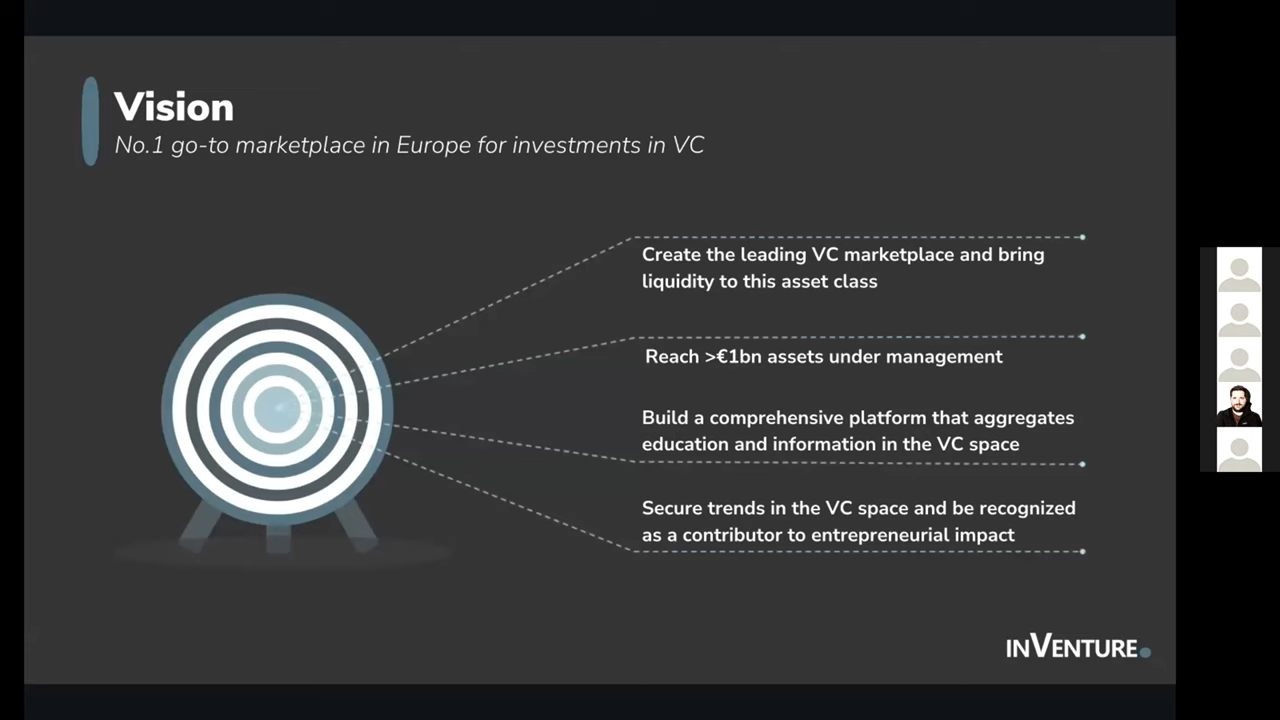 Vision
No.1 go-to marketplace in Europe for investments in VC
Create the leading VC marketplace and bring
liquidity to this asset class
Reach >€1bn assets under management
Build a comprehensive platform that aggregates
education and information in the VC space
Secure trends in the VC space and be recognized
as a contributor to entrepreneurial impact
INVENTURE.